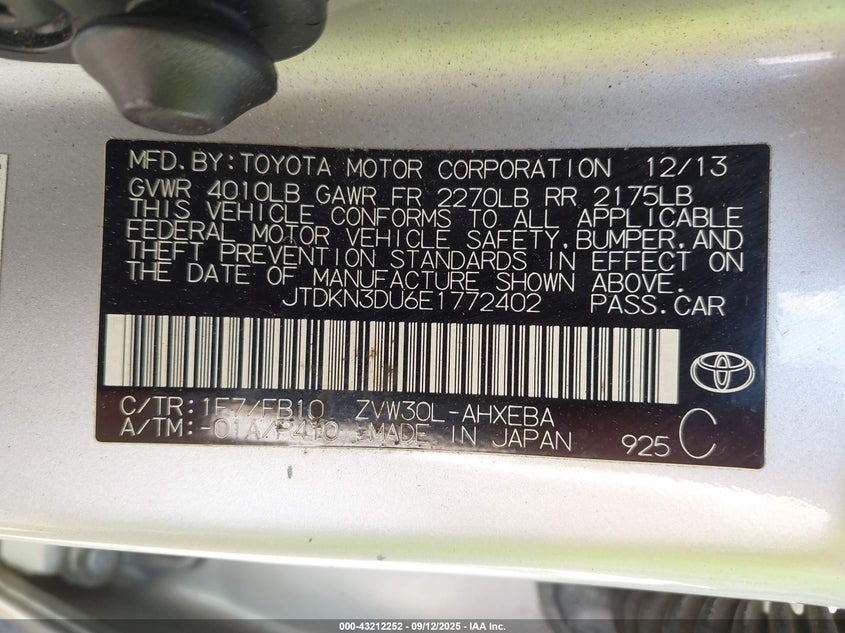 MFD.BY:TOYOTA MOTOR CORPORATION 12/13
GVWR 4010LB GAWR FR 2270LB RR 2175LB
THIS VEHICLE CONFORMS TO ALL APPLICABLE
FEDERAL MOTOR VEHICLE SAFETY,BUMPER,AND
THEFT PREVENTION STANDARDS IN EFFECT ON
THE DATE OF MANUFACTURE SHOWN ABOVE.
JTDKN3DU6E1772402 PASS.CAR
C/TR:1F7/FB10 ZVW30L-AHXEBA
A/TM:-01A/P410 MADE IN JAPAN 925 C
000-43212252 - 09/12/2025 - IAA Inc.